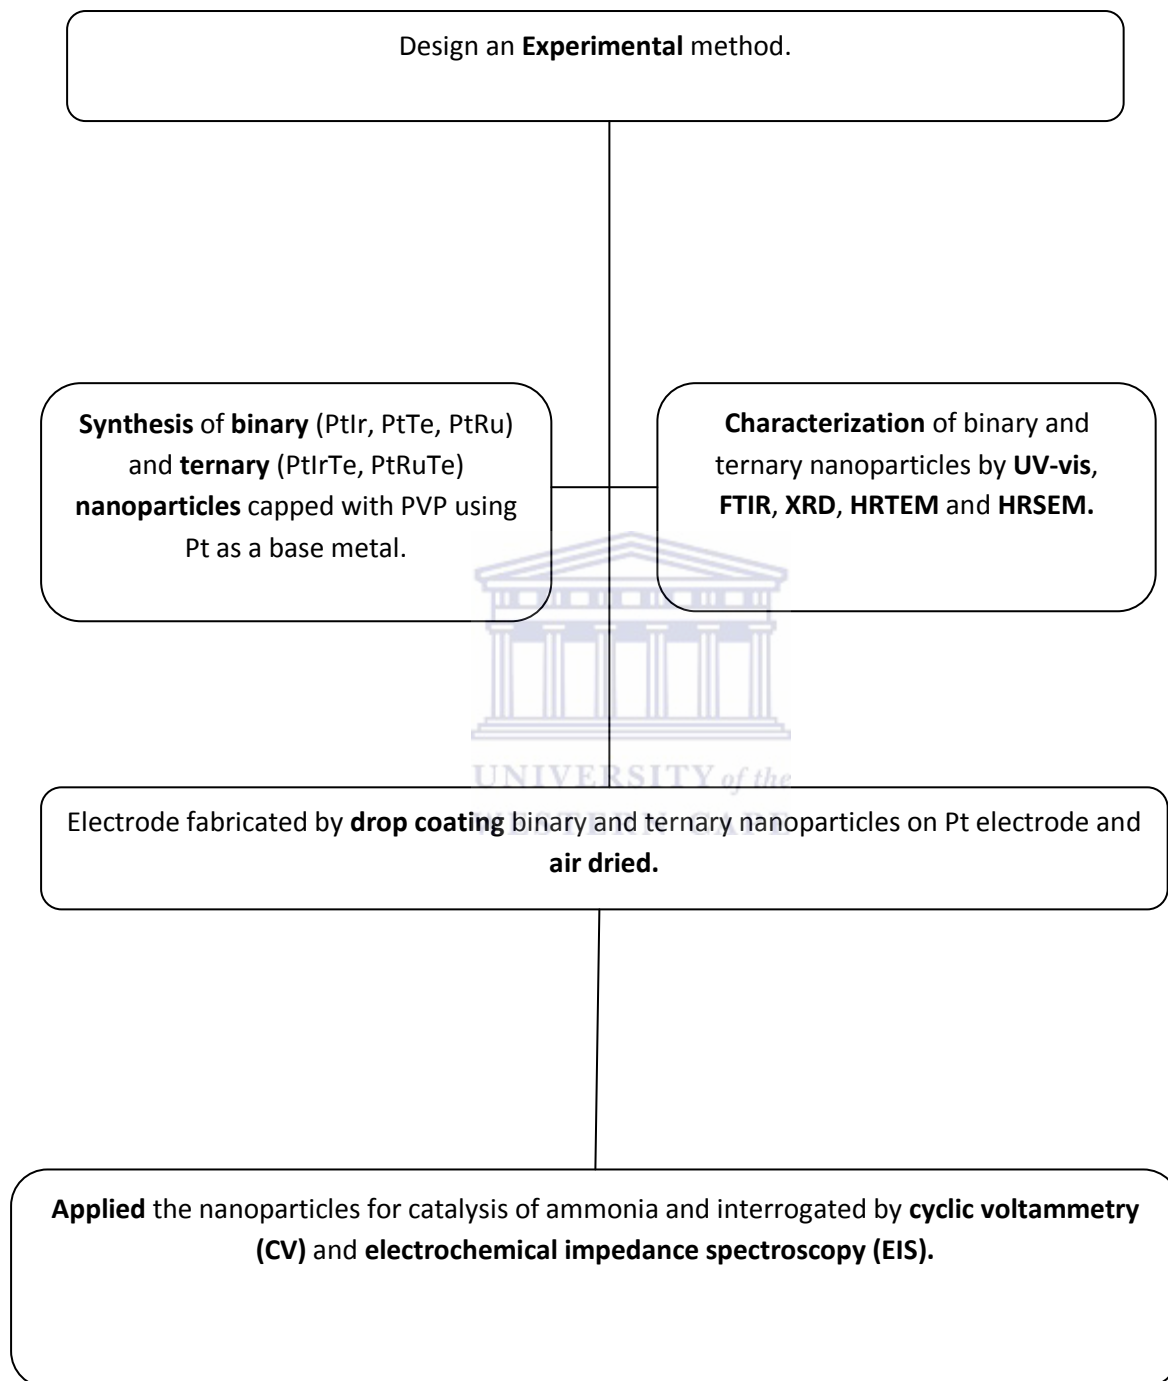 Design an Experimental method.
Synthesis of binary (PtIr, PtTe, PtRu)
and ternary (PtIrTe, PtRuTe)
nanoparticles capped with PVP using
Pt as a base metal.
Characterization of binary and
ternary nanoparticles by UV-vis,
FTIR, XRD, HRTEM and HRSEM.
UNIVERSITY of the
WESTERN CAPE
Electrode fabricated by drop coating binary and ternary nanoparticles on Pt electrode and
air dried.
Applied the nanoparticles for catalysis of ammonia and interrogated by cyclic voltammetry
(CV) and electrochemical impedance spectroscopy (EIS).